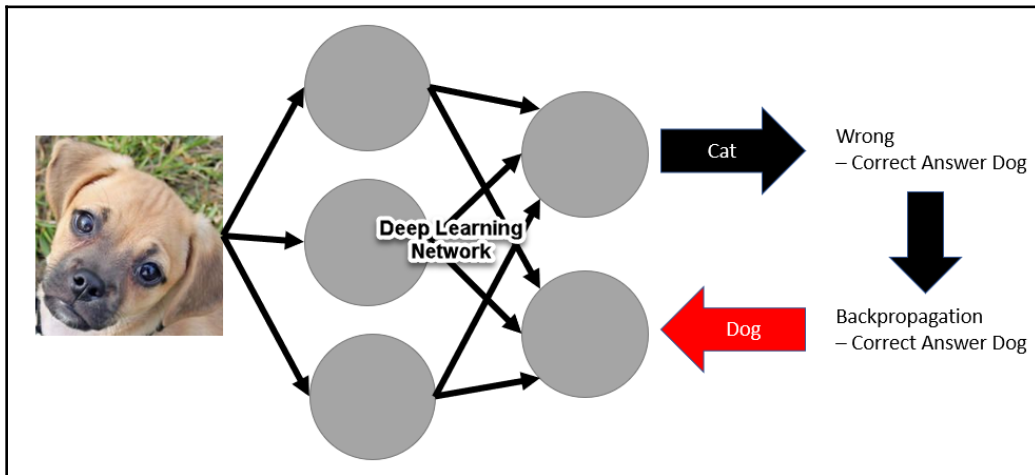 Deep Learning
Network
Cat
Wrong
– Correct Answer Dog
Dog
Backpropagation
– Correct Answer Dog